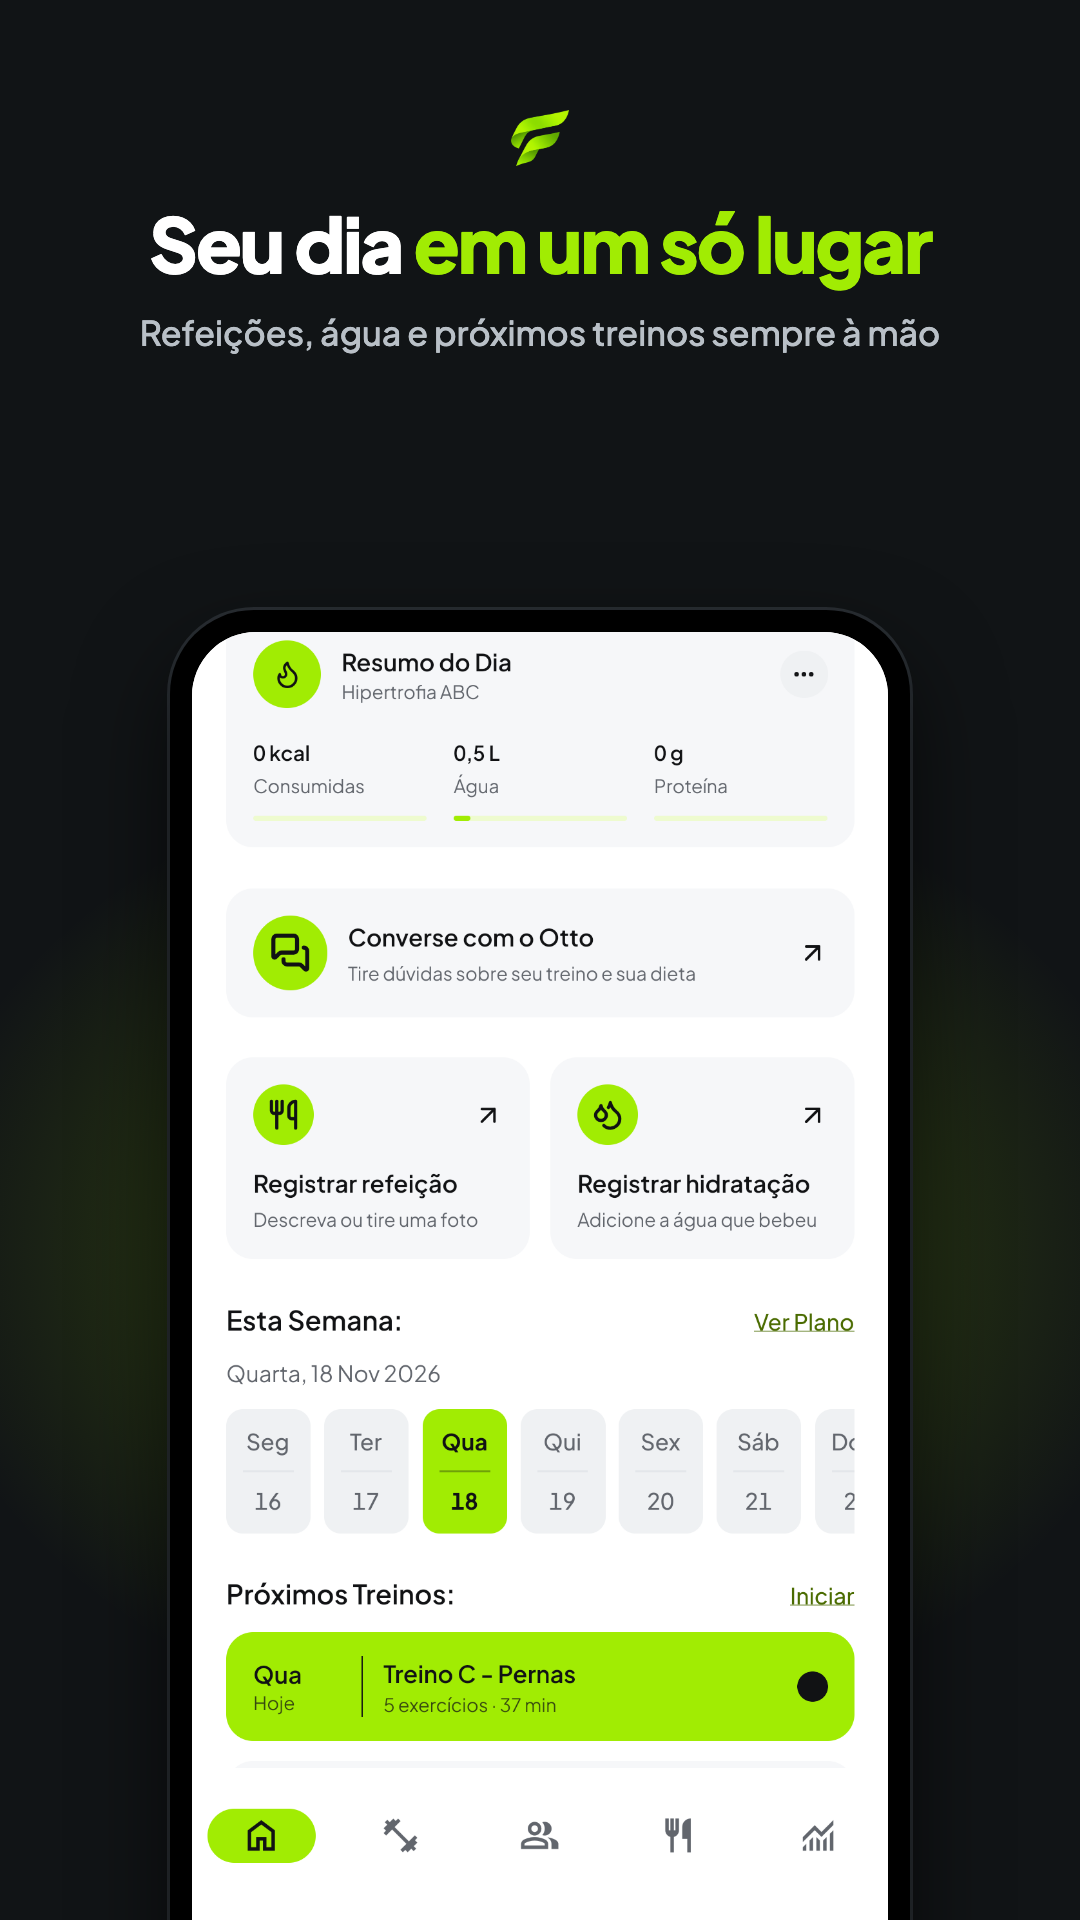 Seu dia em um só lugar
Refeições, água e próximos treinos sempre à mão
Resumo do Dia
Hipertrofia ABC
0 kcal
Consumidas
0,5 L
Água
0 g
Proteína
Converse com o Otto
Tire dúvidas sobre seu treino e sua dieta
Registrar refeição
Descreva ou tire uma foto
Registrar hidratação
Adicione a água que bebeu
Esta Semana:
Ver Plano
Quarta, 18 Nov 2026
Seg
16
Ter
17
Qua
18
Qui
19
Sex
20
Sáb
21
Próximos Treinos:
Iniciar
Qua
Hoje
Treino C - Pernas
5 exercícios · 37 min